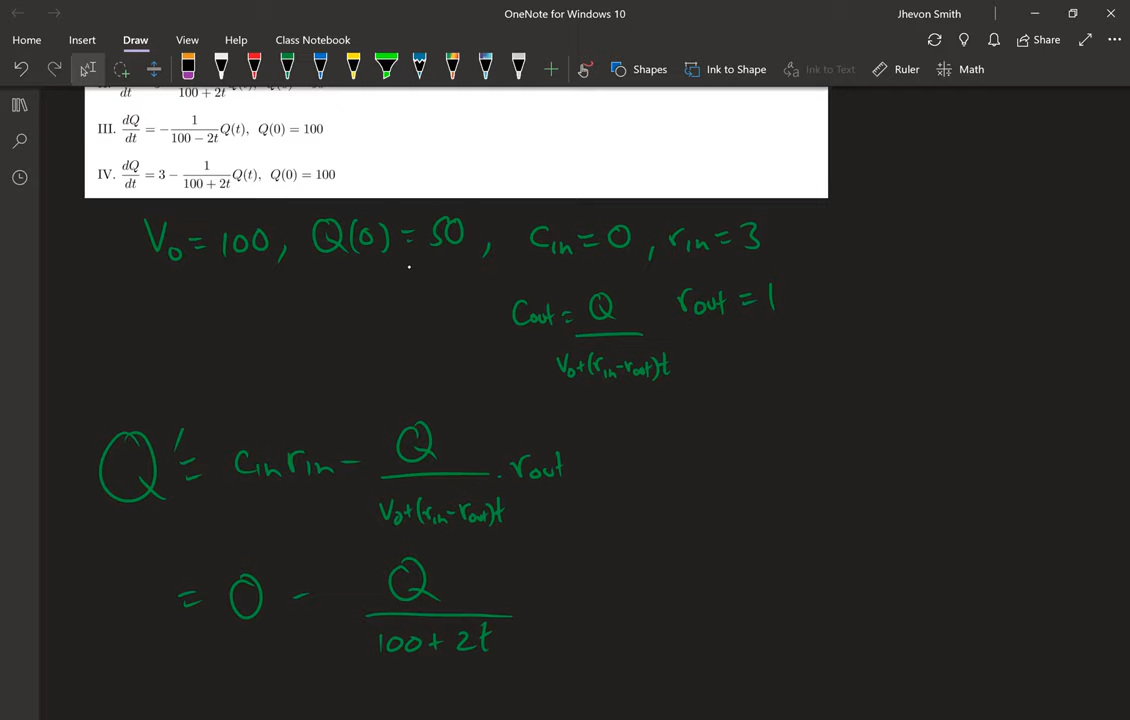 OneNote for Windows 10
Jhevon Smith
Home Insert Draw View Help Class Notebook
Share
Shapes Ink to Shape Ink to Text Ruler Math
dt 100 + 2t
III. dQ/dt = −1/(100 − 2t) Q(t), Q(0) = 100
IV. dQ/dt = 3 − 1/(100 + 2t) Q(t), Q(0) = 100
V₀ = 100, Q(0) = 50, Cin = 0, rin = 3
Cout = Q/(V₀+(rin−rout)t) rout = 1
Q' = Cin rin − Q/(V₀+(rin−rout)t) · rout
= 0 − Q/(100 + 2t)